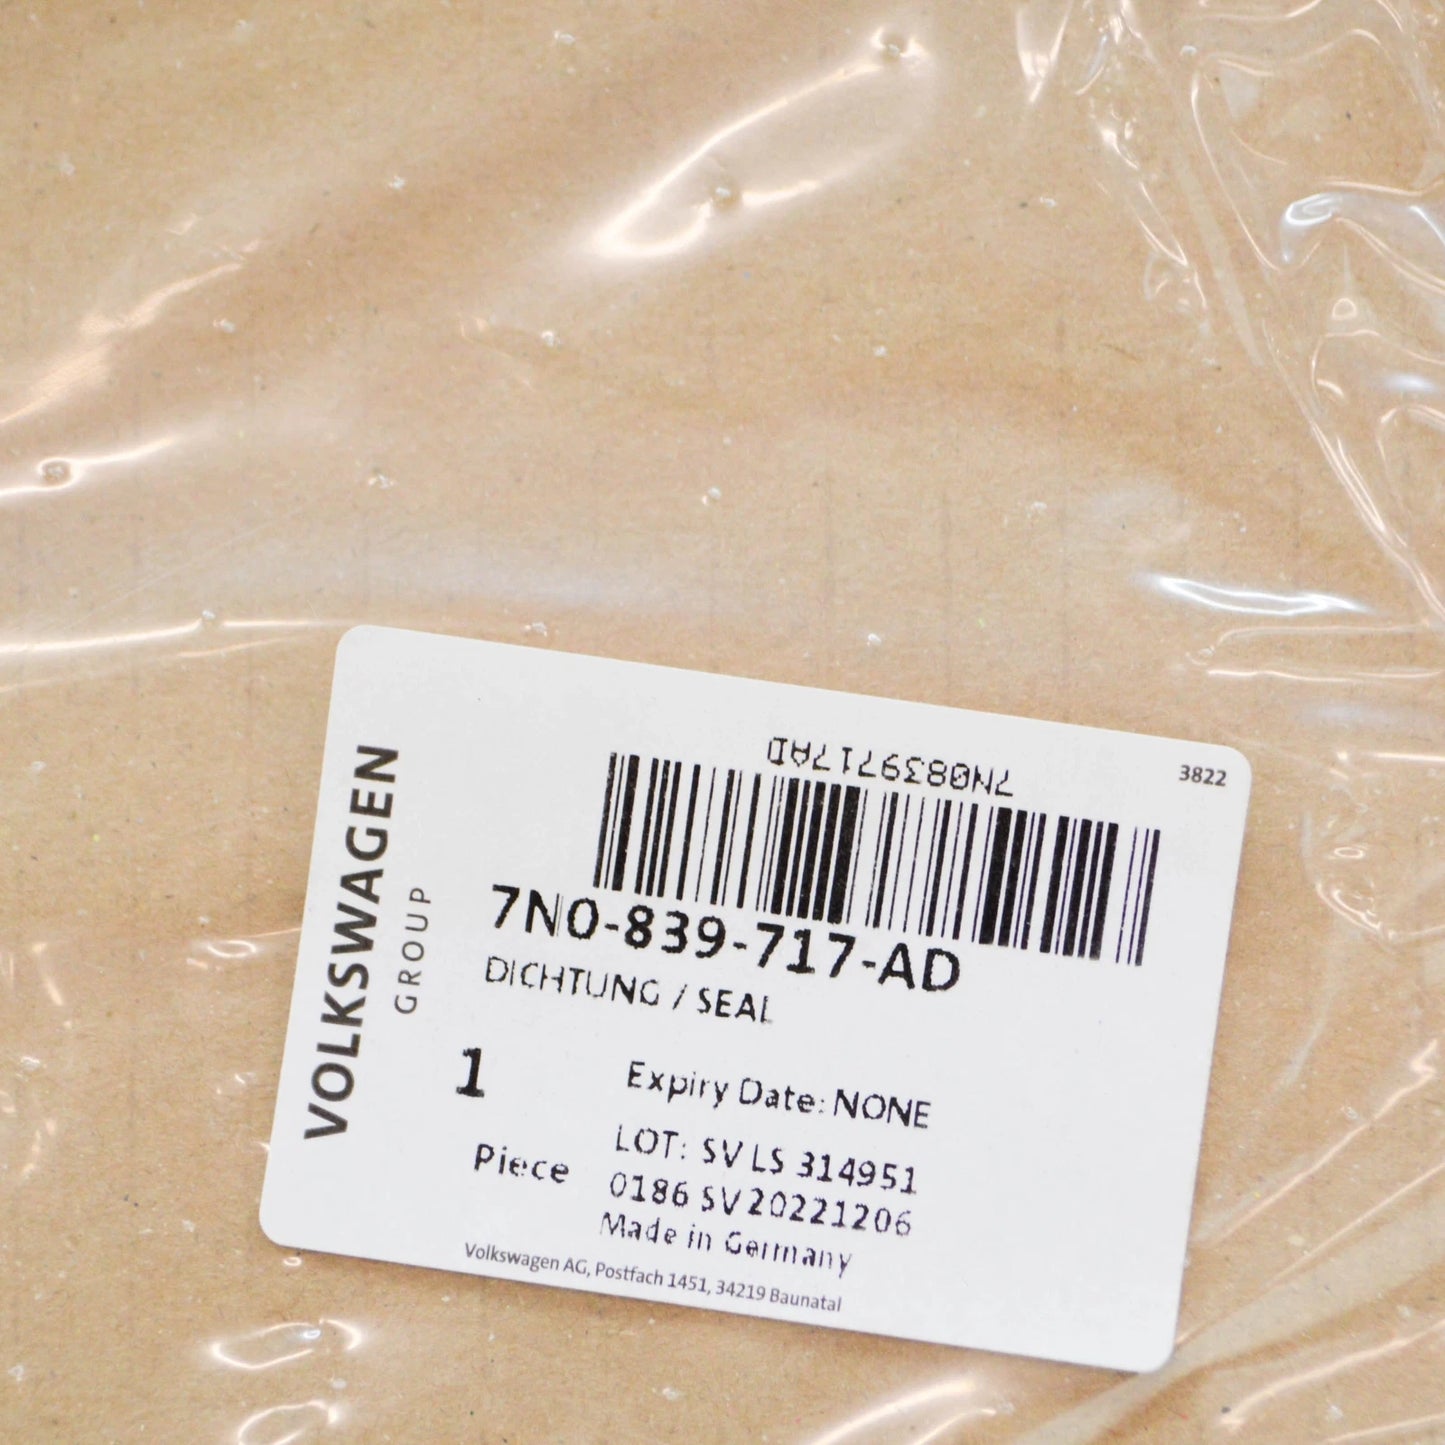 VOLKSWAGEN
GROUP
3822
7N0839717AD
7N0-839-717-AD
DICHTUNG / SEAL
1
Piece
Expiry Date: NONE
LOT: SV LS 314951
0186 SV 20221206
Made in Germany
Volkswagen AG, Postfach 1451, 34219 Baunatal